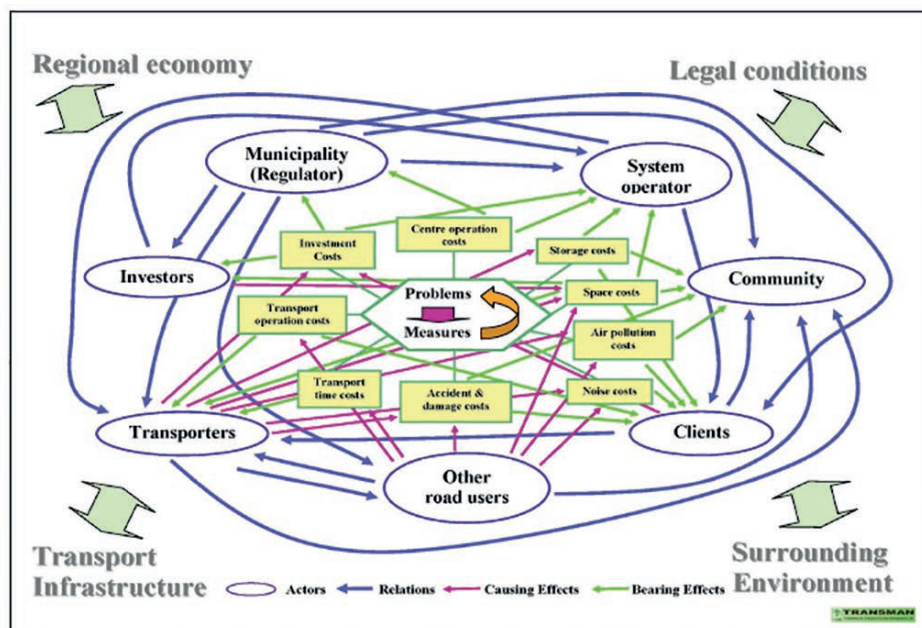 Regional economy
Legal conditions
Municipality
(Regulator)
System
operator
Investors
Community
Investment
Costs
Centre operation
costs
Storage costs
Problems
Measures
Space costs
Transport
operation costs
Air pollution
costs
Transport
time costs
Accident &
damage costs
Noise costs
Transporters
Other
road users
Clients
Transport
Infrastructure
Surrounding
Environment
Actors
Relations
Causing Effects
Bearing Effects
TRANSMAN